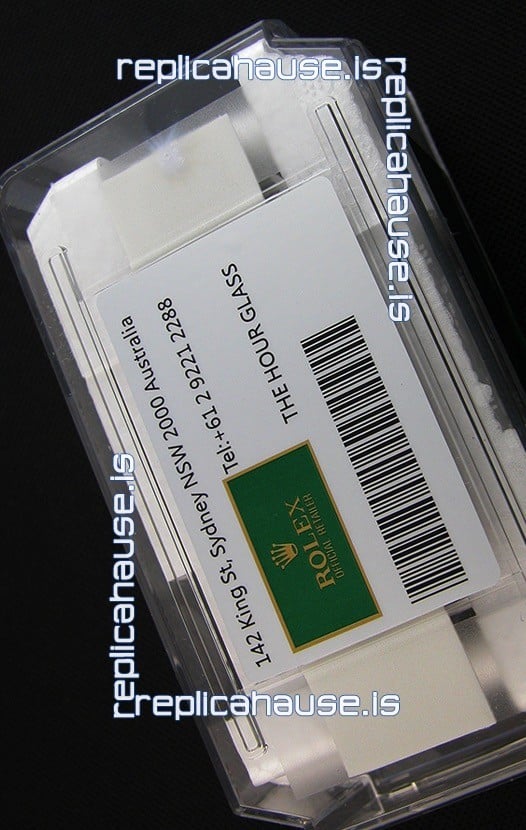 replicahause.is
replicahause.is
THE HOUR GLASS
Tel:+61 2 9221 2288
142 King St, Sydney NSW 2000 Australia
ROLEX
OFFICIAL RETAILER
replicahause.is
replicahause.is